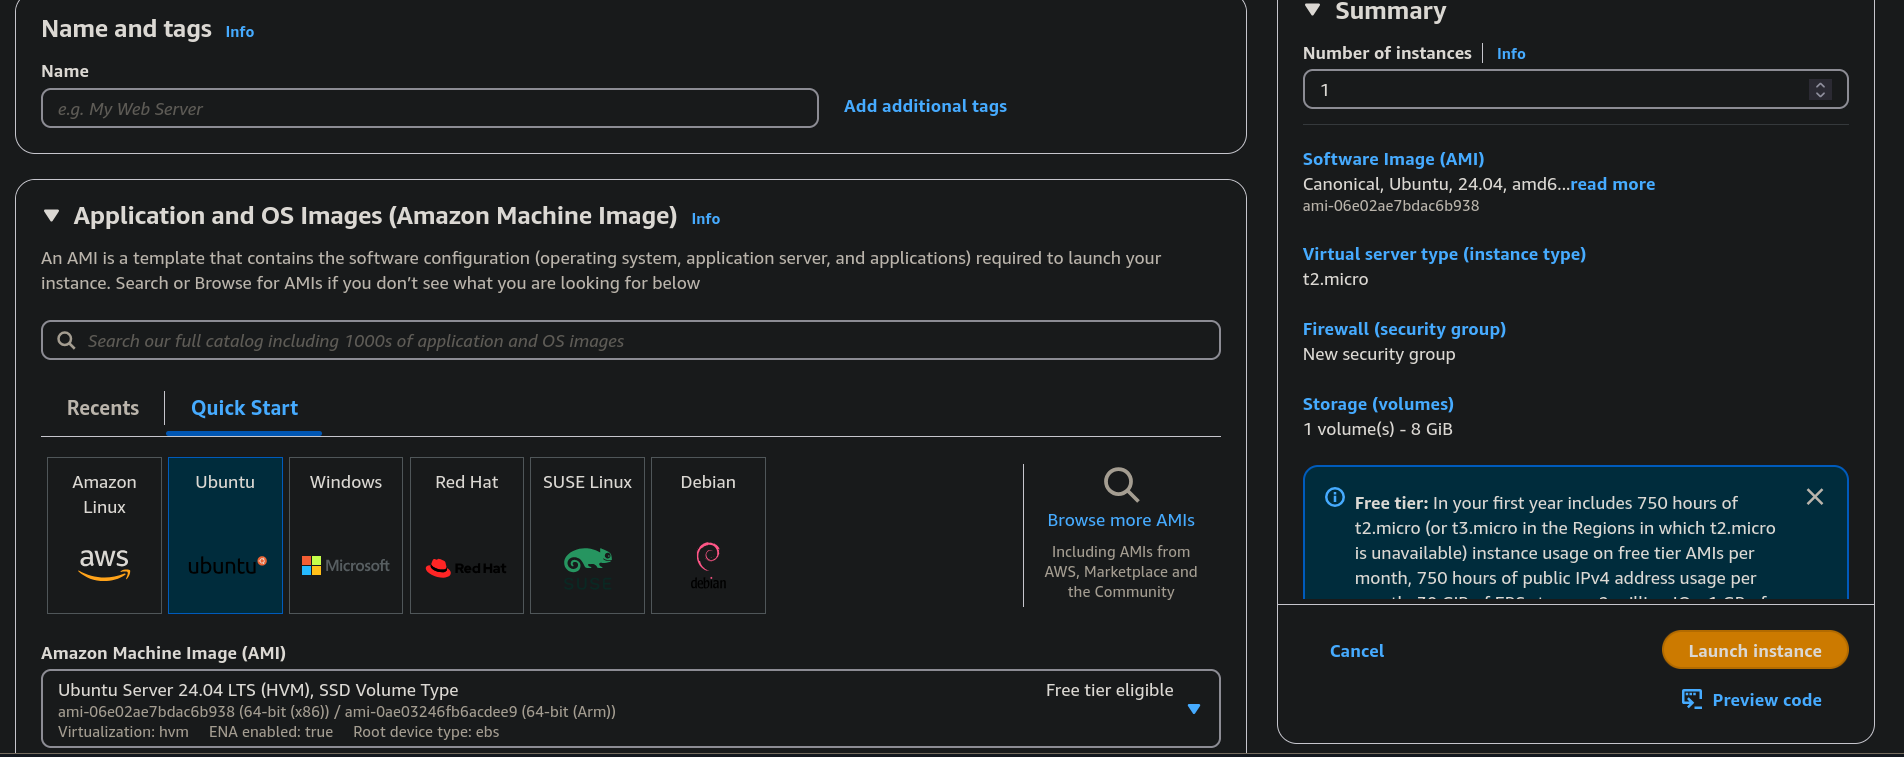 Name and tags Info
Name
e.g. My Web Server
Add additional tags
Application and OS Images (Amazon Machine Image) Info
An AMI is a template that contains the software configuration (operating system, application server, and applications) required to launch your
instance. Search or Browse for AMIs if you don’t see what you are looking for below
Search our full catalog including 1000s of application and OS images
Recents
Quick Start
Amazon
Linux
aws
Ubuntu
ubuntu
Windows
Microsoft
Red Hat
Red Hat
SUSE Linux
SUSE
Debian
debian
Browse more AMIs
Including AMIs from
AWS, Marketplace and
the Community
Amazon Machine Image (AMI)
Ubuntu Server 24.04 LTS (HVM), SSD Volume Type
Free tier eligible
ami-06e02ae7bdac6b938 (64-bit (x86)) / ami-0ae03246fb6acdee9 (64-bit (Arm))
Virtualization: hvm ENA enabled: true Root device type: ebs
Summary
Number of instances Info
1
Software Image (AMI)
Canonical, Ubuntu, 24.04, amd6...read more
ami-06e02ae7bdac6b938
Virtual server type (instance type)
t2.micro
Firewall (security group)
New security group
Storage (volumes)
1 volume(s) - 8 GiB
Free tier: In your first year includes 750 hours of
t2.micro (or t3.micro in the Regions in which t2.micro
is unavailable) instance usage on free tier AMIs per
month, 750 hours of public IPv4 address usage per
Cancel
Launch instance
Preview code